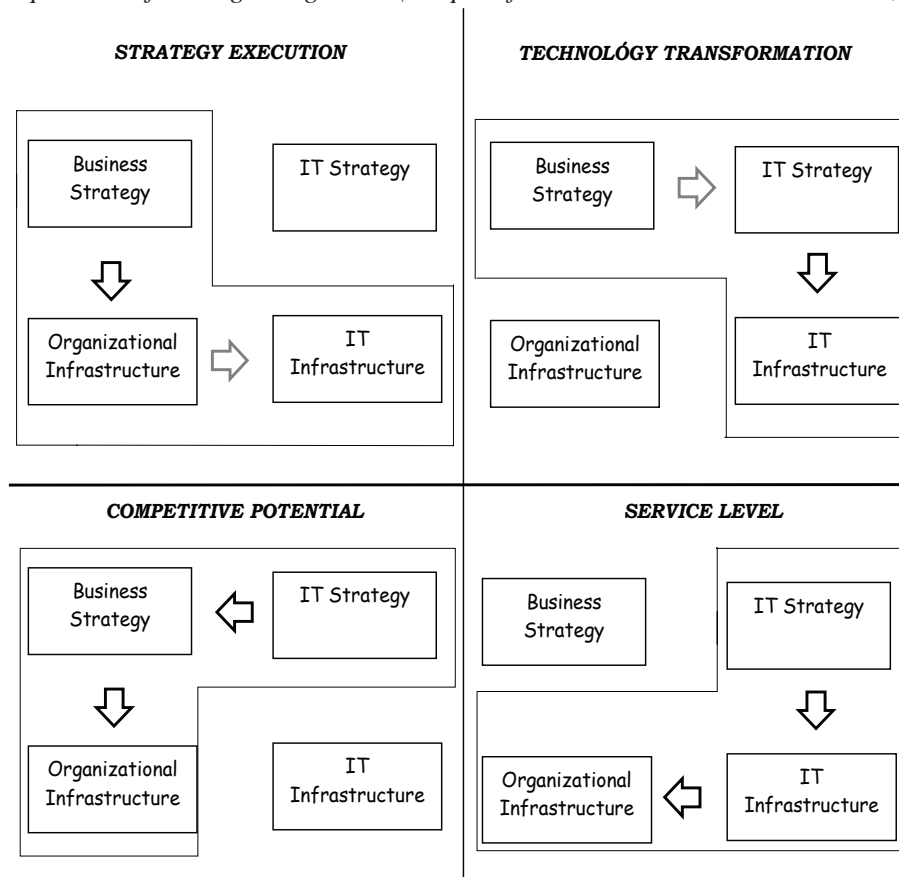 STRATEGY EXECUTION
Business
Strategy
IT Strategy
Organizational
Infrastructure
IT
Infrastructure
TECHNOLÓGY TRANSFORMATION
Business
Strategy
IT Strategy
Organizational
Infrastructure
IT
Infrastructure
COMPETITIVE POTENTIAL
Business
Strategy
IT Strategy
Organizational
Infrastructure
IT
Infrastructure
SERVICE LEVEL
Business
Strategy
IT Strategy
Organizational
Infrastructure
IT
Infrastructure